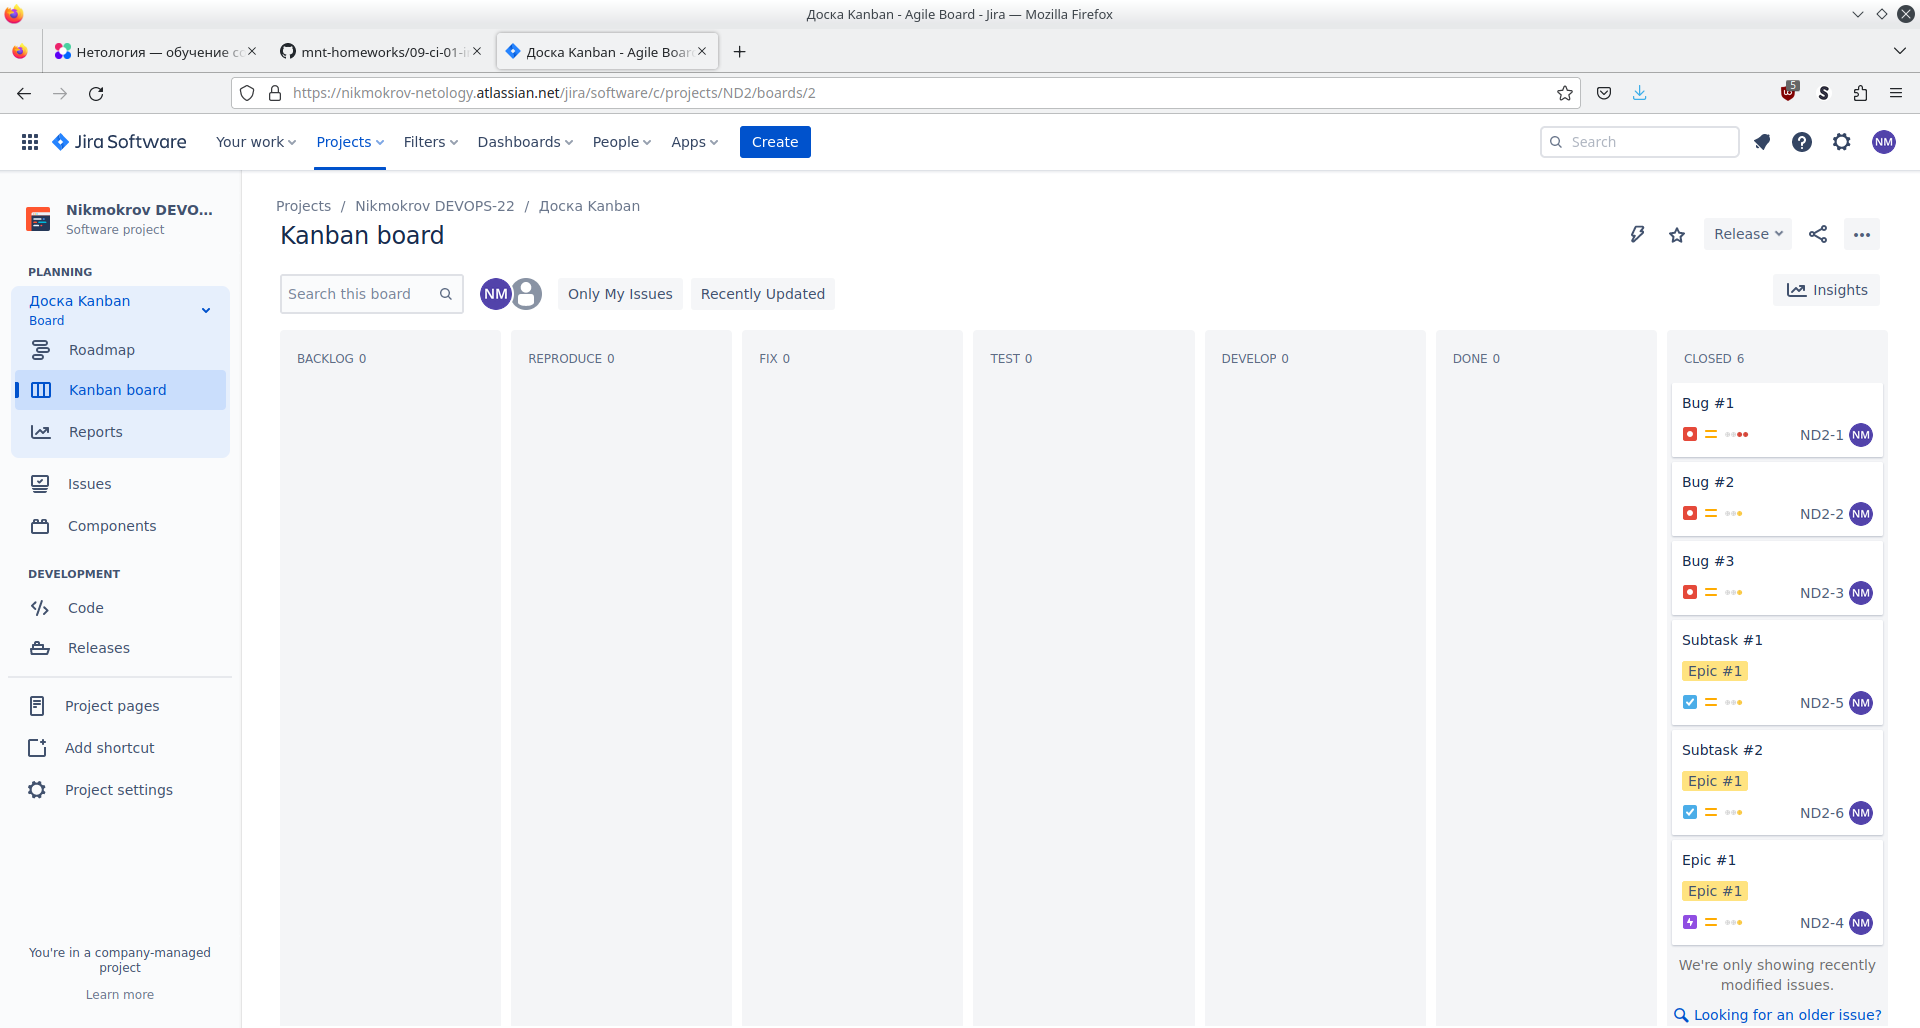 Доска Kanban - Agile Board - Jira — Mozilla Firefox
Нетология — обучение со
mnt-homeworks/09-ci-01-i
Доска Kanban - Agile Boar
https://nikmokrov-netology.atlassian.net/jira/software/c/projects/ND2/boards/2
5
Jira Software
Your work
Projects
Filters
Dashboards
People
Apps
Create
Search
NM
Nikmokrov DEVO...
Software project
PLANNING
Доска Kanban
Board
Roadmap
Kanban board
Reports
Issues
Components
DEVELOPMENT
Code
Releases
Project pages
Add shortcut
Project settings
You're in a company-managed
project
Learn more
Projects / Nikmokrov DEVOPS-22 / Доска Kanban
Kanban board
Release
Search this board
NM
Only My Issues
Recently Updated
Insights
BACKLOG 0
REPRODUCE 0
FIX 0
TEST 0
DEVELOP 0
DONE 0
CLOSED 6
Bug #1
ND2-1 NM
Bug #2
ND2-2 NM
Bug #3
ND2-3 NM
Subtask #1
Epic #1
ND2-5 NM
Subtask #2
Epic #1
ND2-6 NM
Epic #1
Epic #1
ND2-4 NM
We're only showing recently
modified issues.
Looking for an older issue?